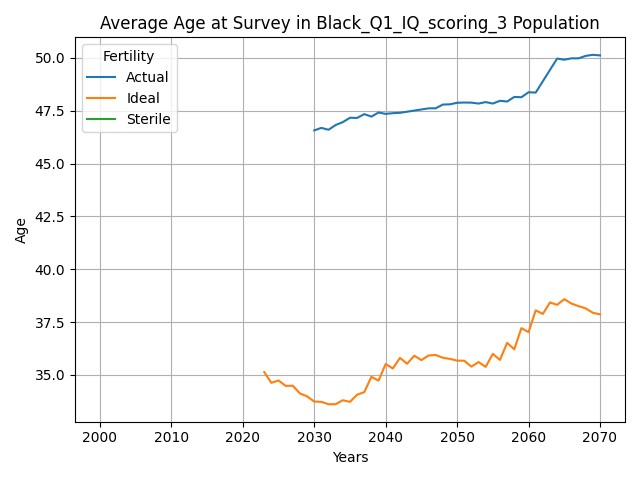 Average Age at Survey in Black_Q1_IQ_scoring_3 Population
Fertility
Actual
Ideal
Sterile
50.0
47.5
45.0
42.5
40.0
37.5
35.0
Age
2000 2010 2020 2030 2040 2050 2060 2070
Years